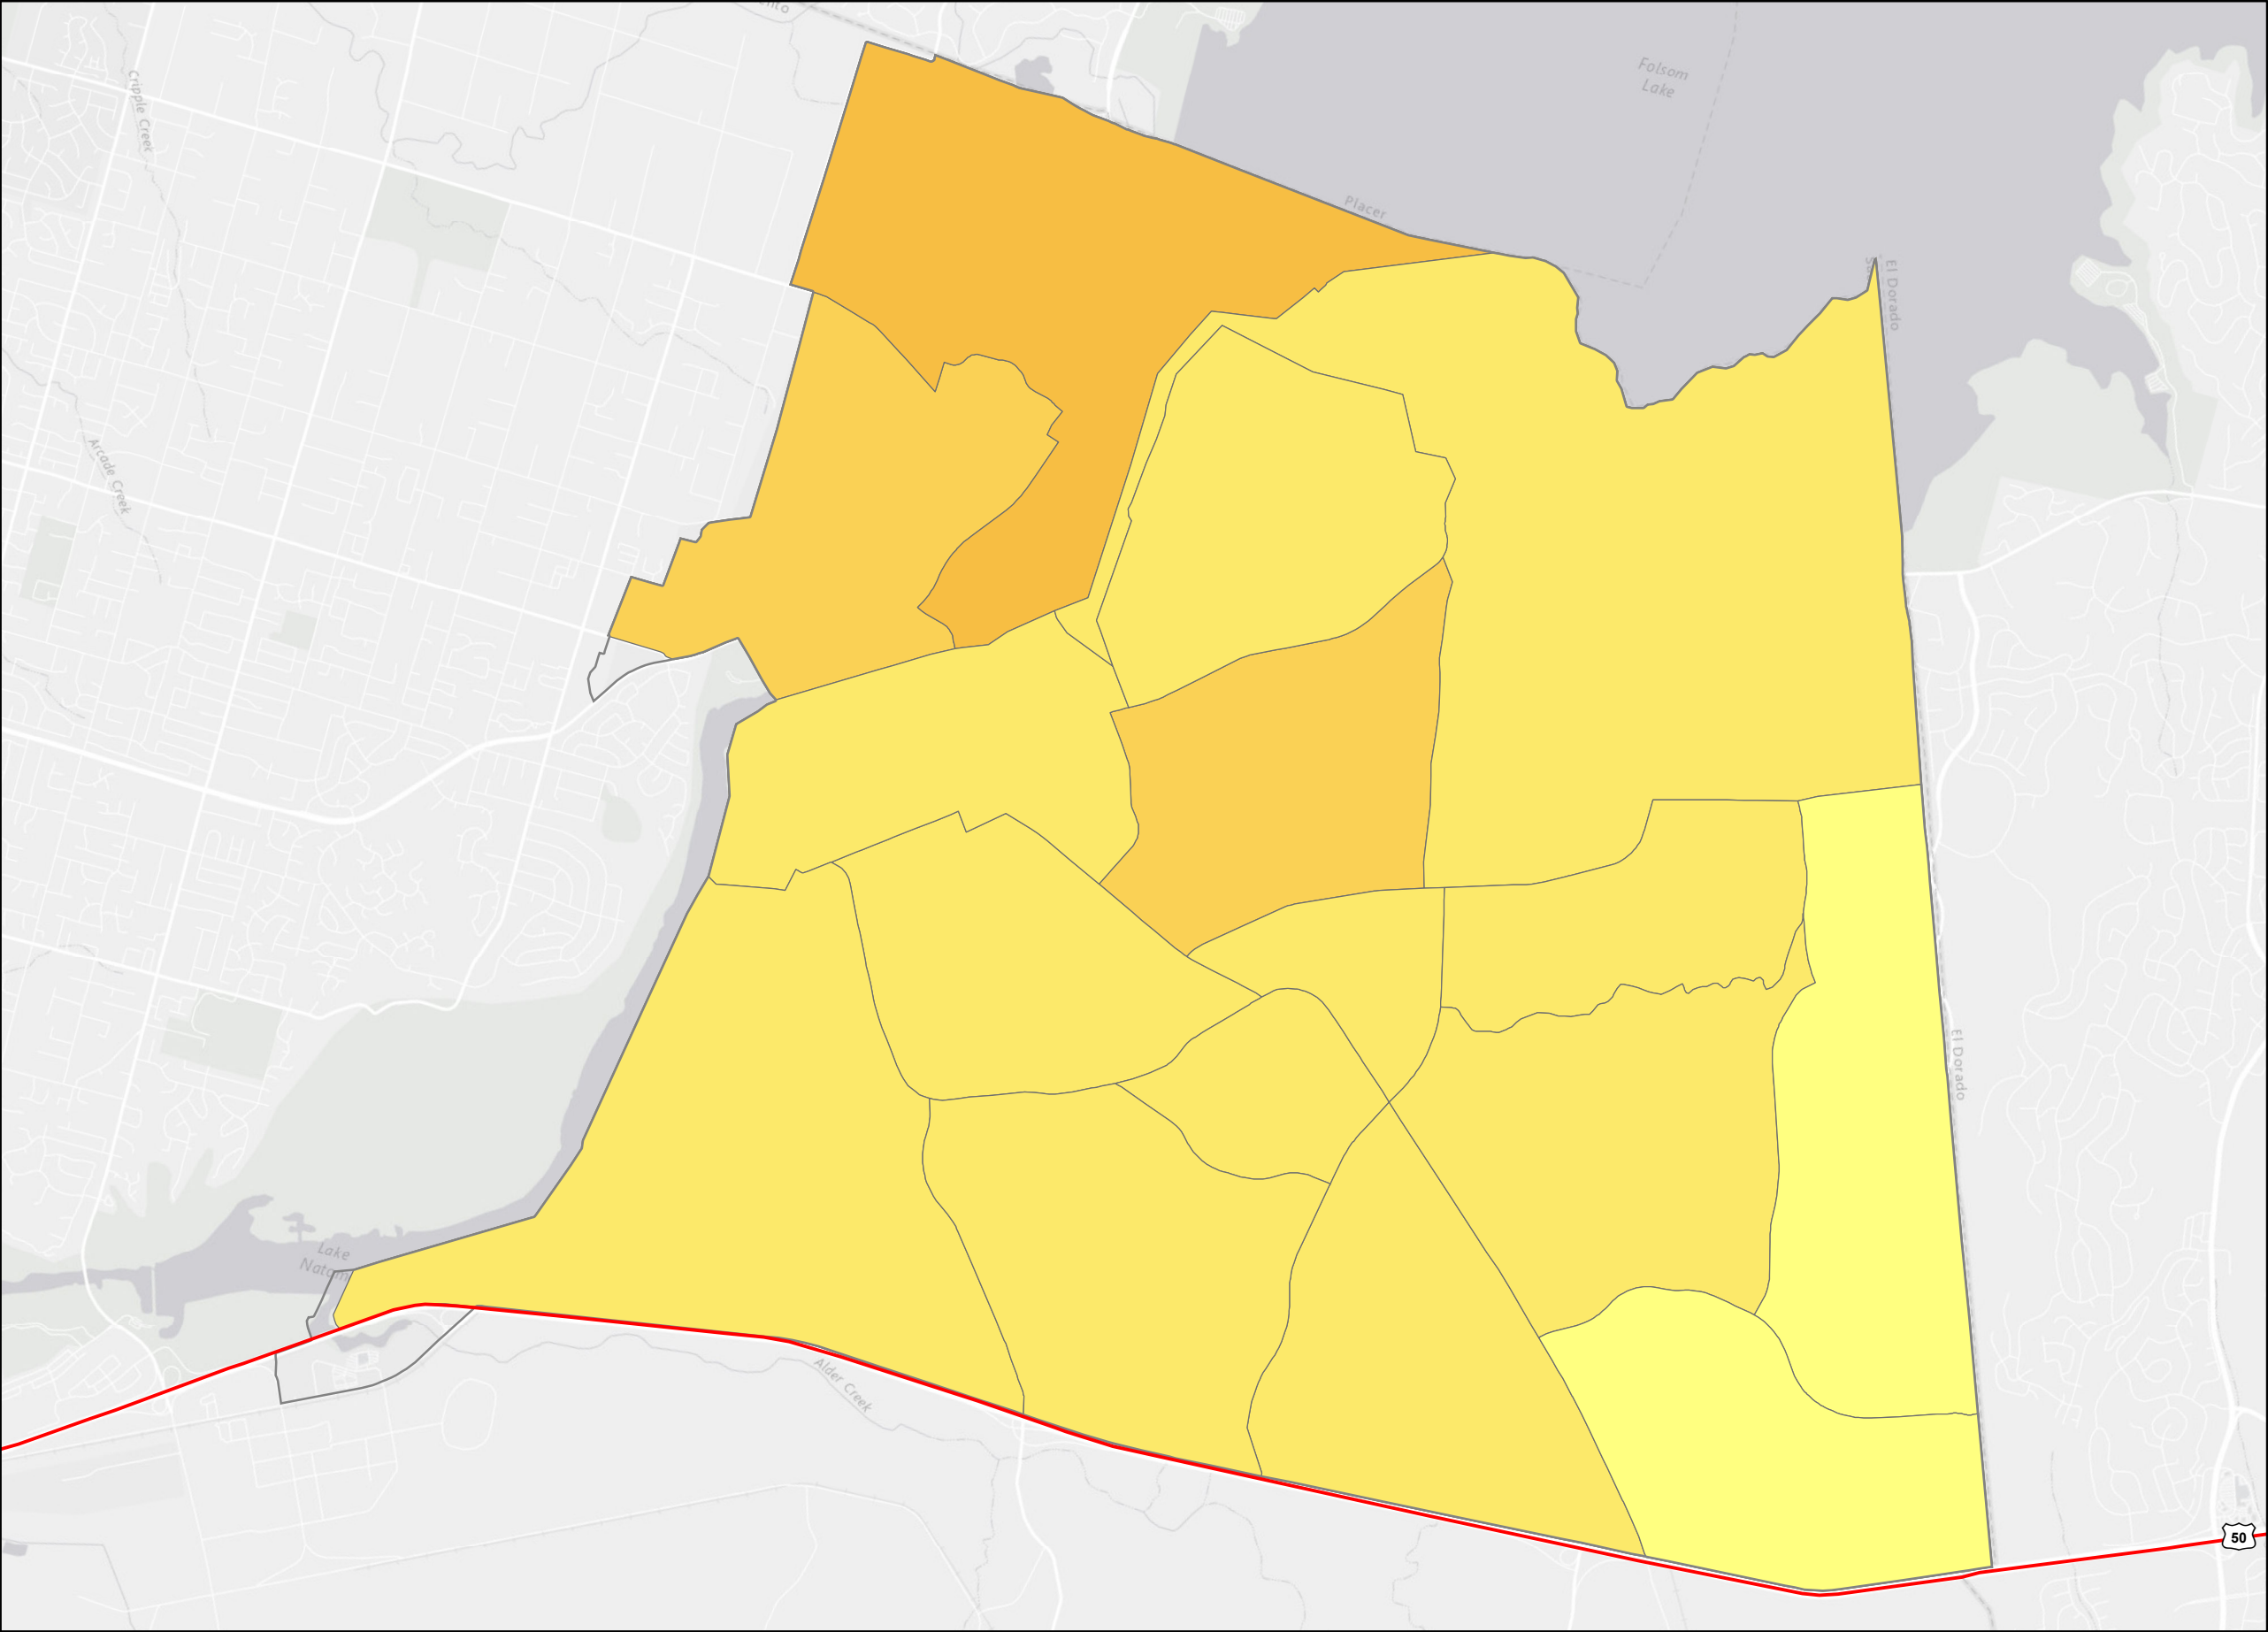 Folsom
Lake
Cripple Creek
Placer
El Dorado
Arcade Creek
El Dorado
Lake
Natom
Alder Creek
50